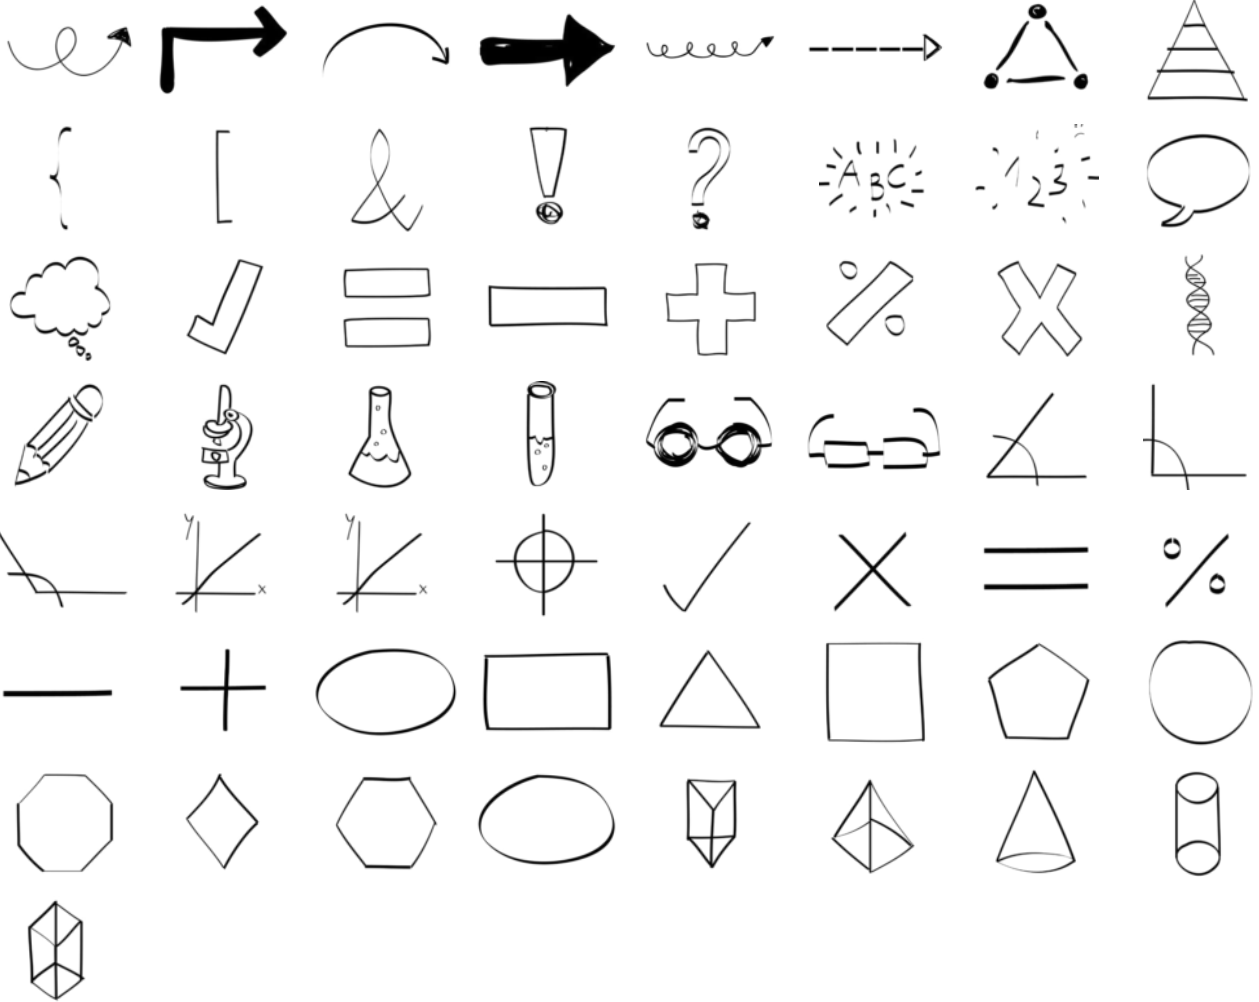 { [ & ! ? ABC 123
✓ = − + % X
y x y x ✓ × = %
− +